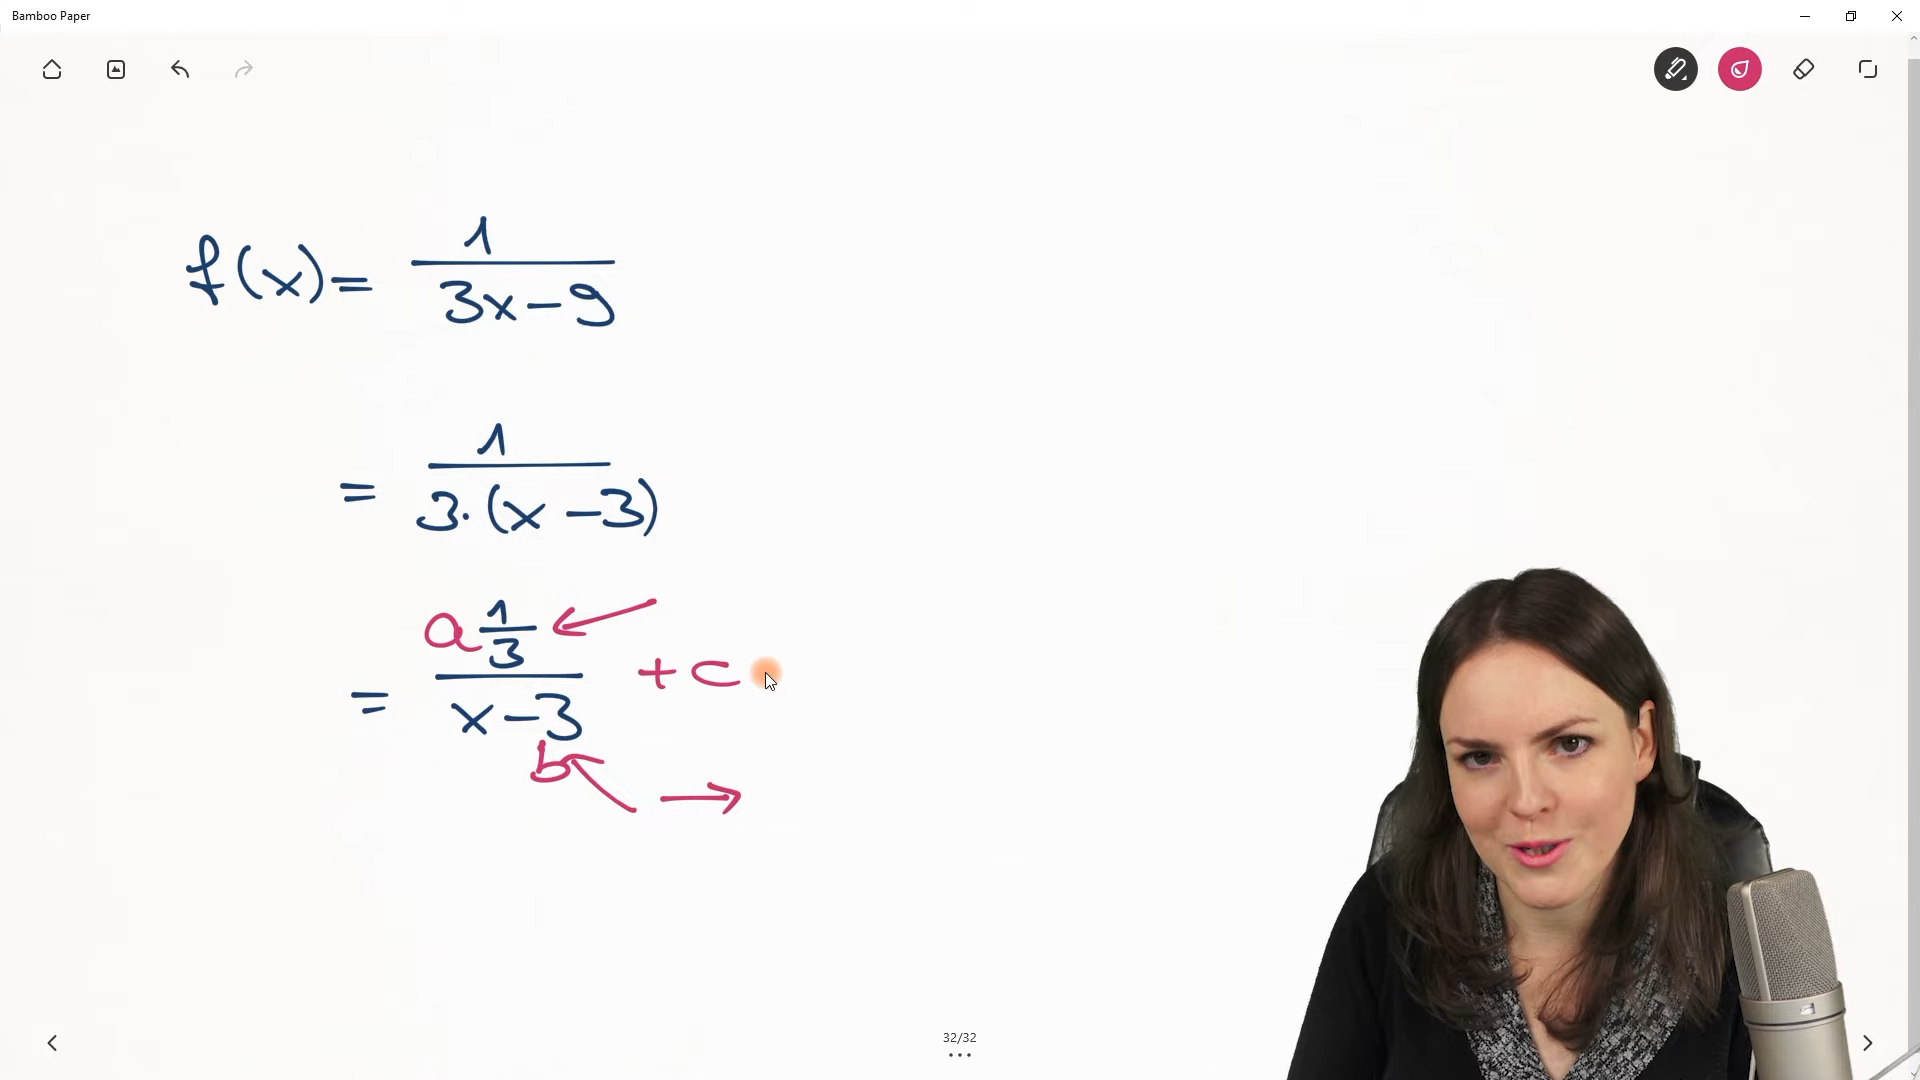 Bamboo Paper
f(x) = 1
3x - 9
= 1
3 · (x - 3)
a 1
3
= + c
x - 3
b
32/32